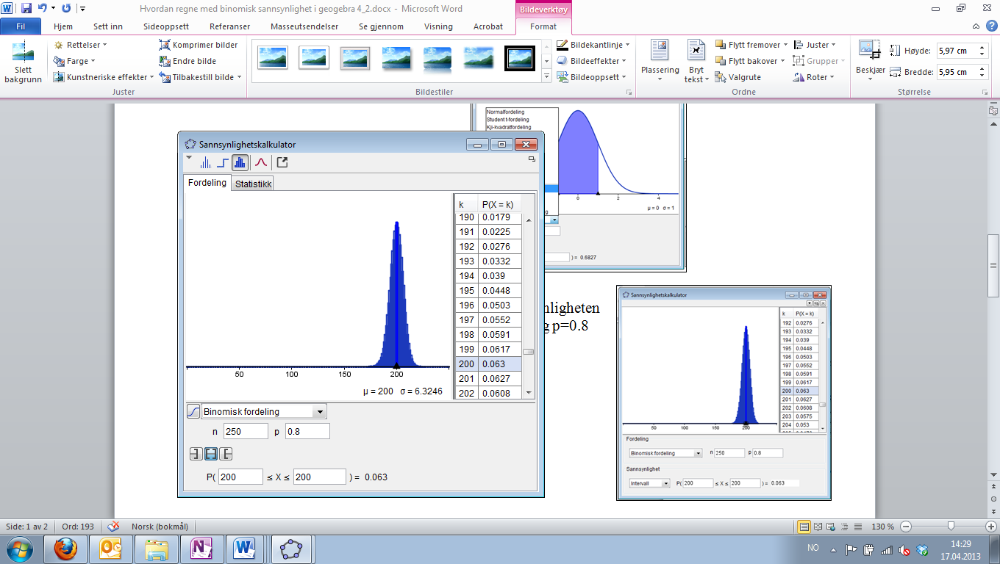 Hvordan regne med binomisk sannsynlighet i geogebra 4_2.docx - Microsoft Word
Bildeverktøy
Fil Hjem Sett inn Sideoppsett Referanser Masseutsendelser Se gjennom Visning Acrobat Format
Slett bakgrunn
Rettelser
Farge
Kunstneriske effekter
Komprimer bilder
Endre bilde
Tilbakestill bilde
Juster
Bildestiler
Bildekantlinje
Bildeeffekter
Bildeoppsett
Plassering
Bryt tekst
Flytt fremover
Flytt bakover
Valgrute
Juster
Grupper
Roter
Ordne
Beskjær
Høyde: 5,97 cm
Bredde: 5,95 cm
Størrelse
Normalfordeling
Student t-fordeling
Kji-kvadratfordeling
0 2 4
μ = 0 σ = 1
) = 0.6827
Sannsynlighetskalkulator
Fordeling Statistikk
k P(X = k)
190 0.0179
191 0.0225
192 0.0276
193 0.0332
194 0.039
195 0.0448
196 0.0503
197 0.0552
198 0.0591
199 0.0617
200 0.063
201 0.0627
202 0.0608
50 100 150 200
μ = 200 σ = 6.3246
Binomisk fordeling
n 250 p 0.8
P( 200 ≤ X ≤ 200 ) = 0.063
nligheten
g p=0.8
Sannsynlighetskalkulator
k P(X = k)
192 0.0276
193 0.0332
194 0.039
195 0.0448
196 0.0503
197 0.0552
198 0.0591
199 0.0617
200 0.063
201 0.0627
202 0.0608
203 0.0575
204 0.053
50 100 150 200
Fordeling
Binomisk fordeling n 250 p 0.8
Sannsynlighet
Intervall P( 200 ≤ X ≤ 200 ) = 0.063
Side: 1 av 2 Ord: 193 Norsk (bokmål) 130 %
NO
14:29
17.04.2013